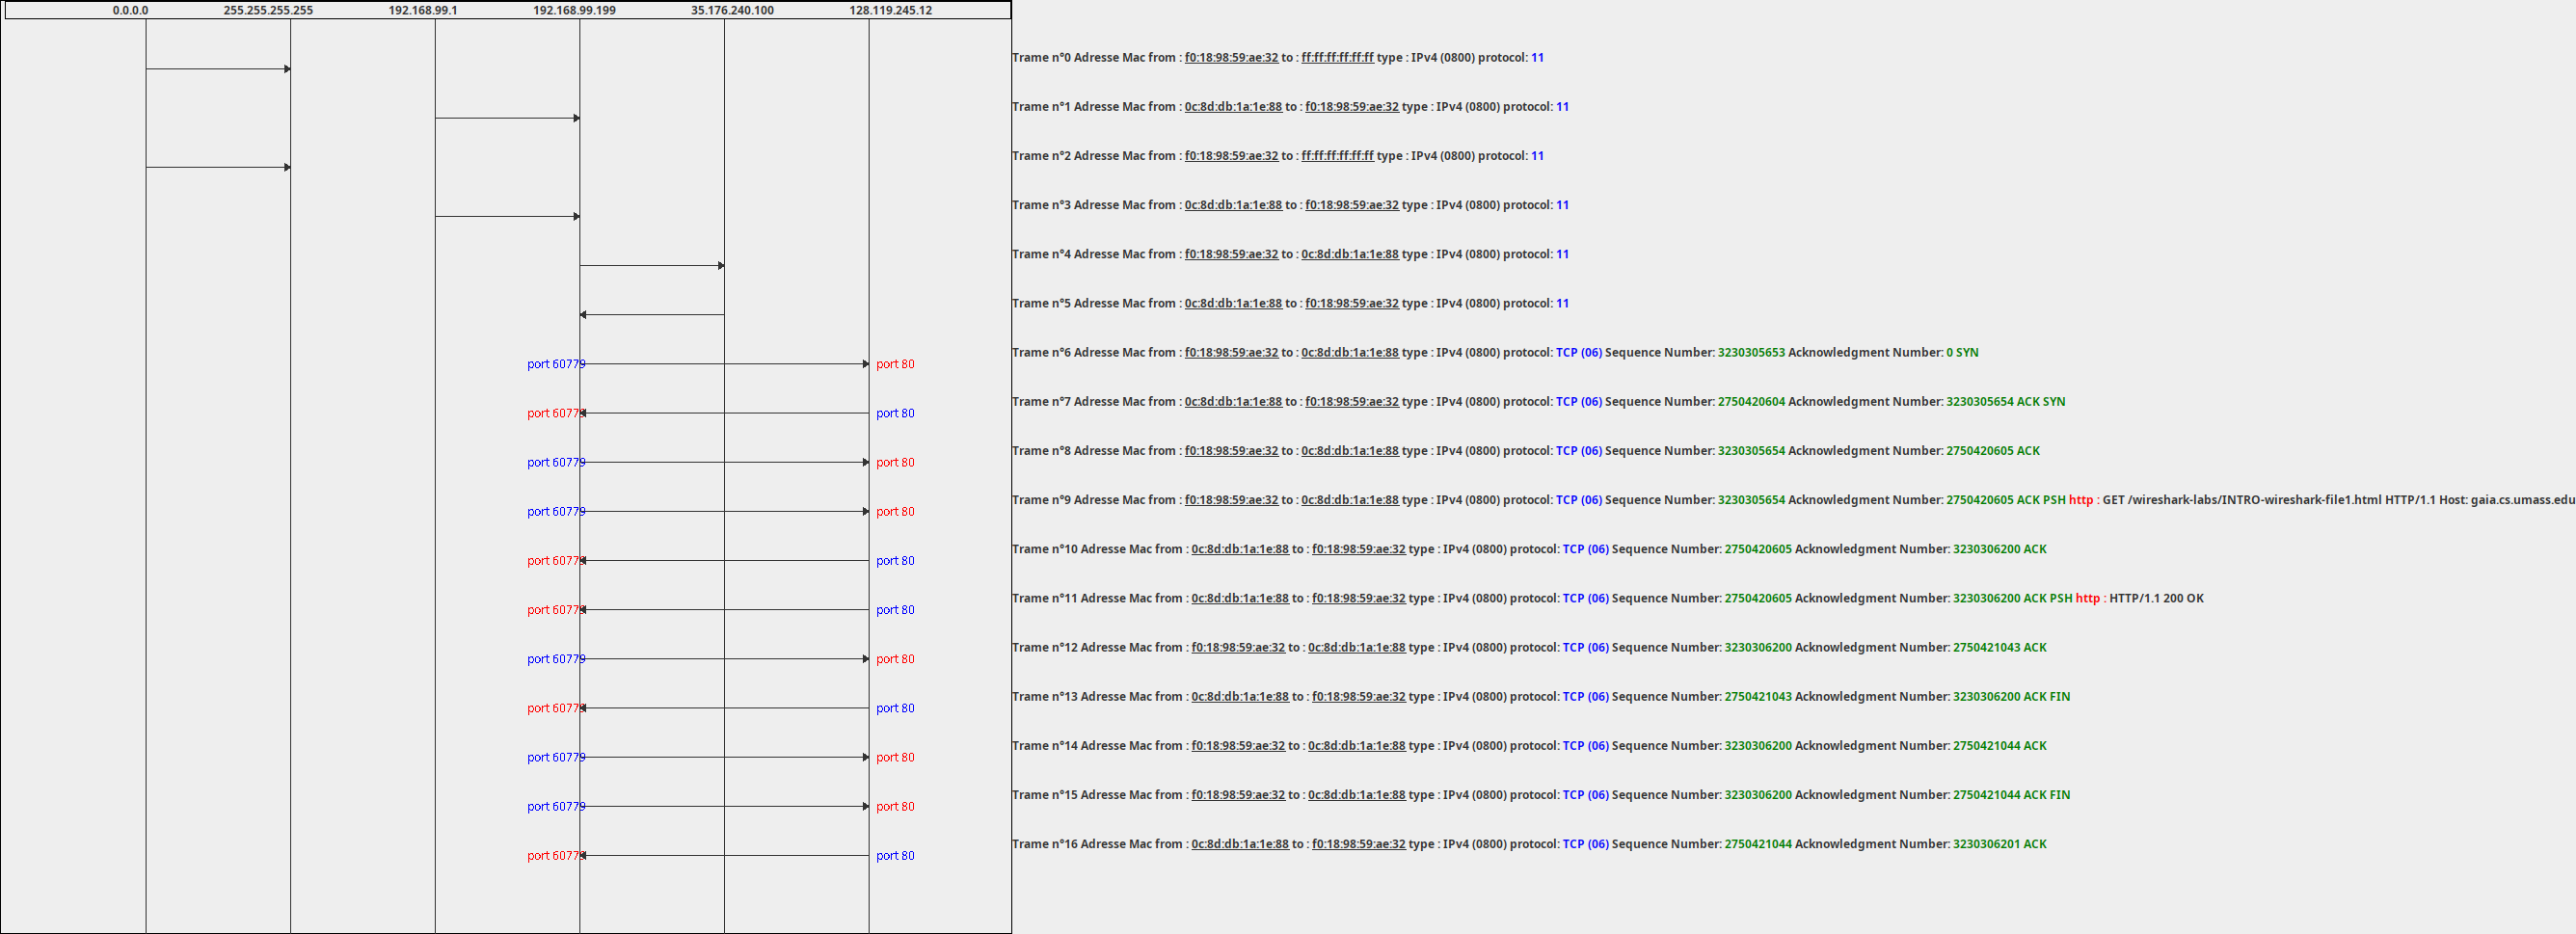 0.0.0.0 255.255.255.255 192.168.99.1 192.168.99.199 35.176.240.100 128.119.245.12
Trame n°0 Adresse Mac from : f0:18:98:59:ae:32 to : ff:ff:ff:ff:ff:ff type : IPv4 (0800) protocol: 11
Trame n°1 Adresse Mac from : 0c:8d:db:1a:1e:88 to : f0:18:98:59:ae:32 type : IPv4 (0800) protocol: 11
Trame n°2 Adresse Mac from : f0:18:98:59:ae:32 to : ff:ff:ff:ff:ff:ff type : IPv4 (0800) protocol: 11
Trame n°3 Adresse Mac from : 0c:8d:db:1a:1e:88 to : f0:18:98:59:ae:32 type : IPv4 (0800) protocol: 11
Trame n°4 Adresse Mac from : f0:18:98:59:ae:32 to : 0c:8d:db:1a:1e:88 type : IPv4 (0800) protocol: 11
Trame n°5 Adresse Mac from : 0c:8d:db:1a:1e:88 to : f0:18:98:59:ae:32 type : IPv4 (0800) protocol: 11
Trame n°6 Adresse Mac from : f0:18:98:59:ae:32 to : 0c:8d:db:1a:1e:88 type : IPv4 (0800) protocol: TCP (06) Sequence Number: 3230305653 Acknowledgment Number: 0 SYN
port 60779 port 80
Trame n°7 Adresse Mac from : 0c:8d:db:1a:1e:88 to : f0:18:98:59:ae:32 type : IPv4 (0800) protocol: TCP (06) Sequence Number: 2750420604 Acknowledgment Number: 3230305654 ACK SYN
port 60779 port 80
Trame n°8 Adresse Mac from : f0:18:98:59:ae:32 to : 0c:8d:db:1a:1e:88 type : IPv4 (0800) protocol: TCP (06) Sequence Number: 3230305654 Acknowledgment Number: 2750420605 ACK
port 60779 port 80
Trame n°9 Adresse Mac from : f0:18:98:59:ae:32 to : 0c:8d:db:1a:1e:88 type : IPv4 (0800) protocol: TCP (06) Sequence Number: 3230305654 Acknowledgment Number: 2750420605 ACK PSH http : GET /wireshark-labs/INTRO-wireshark-file1.html HTTP/1.1 Host: gaia.cs.umass.edu
port 60779 port 80
Trame n°10 Adresse Mac from : 0c:8d:db:1a:1e:88 to : f0:18:98:59:ae:32 type : IPv4 (0800) protocol: TCP (06) Sequence Number: 2750420605 Acknowledgment Number: 3230306200 ACK
port 60779 port 80
Trame n°11 Adresse Mac from : 0c:8d:db:1a:1e:88 to : f0:18:98:59:ae:32 type : IPv4 (0800) protocol: TCP (06) Sequence Number: 2750420605 Acknowledgment Number: 3230306200 ACK PSH http : HTTP/1.1 200 OK
port 60779 port 80
Trame n°12 Adresse Mac from : f0:18:98:59:ae:32 to : 0c:8d:db:1a:1e:88 type : IPv4 (0800) protocol: TCP (06) Sequence Number: 3230306200 Acknowledgment Number: 2750421043 ACK
port 60779 port 80
Trame n°13 Adresse Mac from : 0c:8d:db:1a:1e:88 to : f0:18:98:59:ae:32 type : IPv4 (0800) protocol: TCP (06) Sequence Number: 2750421043 Acknowledgment Number: 3230306200 ACK FIN
port 60779 port 80
Trame n°14 Adresse Mac from : f0:18:98:59:ae:32 to : 0c:8d:db:1a:1e:88 type : IPv4 (0800) protocol: TCP (06) Sequence Number: 3230306200 Acknowledgment Number: 2750421044 ACK
port 60779 port 80
Trame n°15 Adresse Mac from : f0:18:98:59:ae:32 to : 0c:8d:db:1a:1e:88 type : IPv4 (0800) protocol: TCP (06) Sequence Number: 3230306200 Acknowledgment Number: 2750421044 ACK FIN
port 60779 port 80
Trame n°16 Adresse Mac from : 0c:8d:db:1a:1e:88 to : f0:18:98:59:ae:32 type : IPv4 (0800) protocol: TCP (06) Sequence Number: 2750421044 Acknowledgment Number: 3230306201 ACK
port 60779 port 80